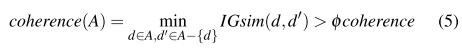 coherence(A) = min_{d∈A,d′∈A−{d}} IGsim(d,d′) > ϕcoherence (5)